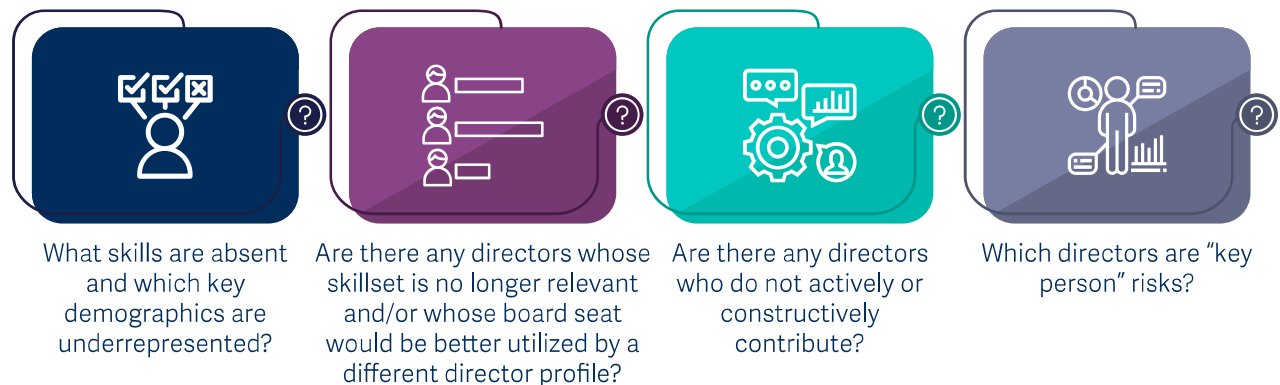 ?
?
?
?
What skills are absent
and which key
demographics are
underrepresented?
Are there any directors whose
skillset is no longer relevant
and/or whose board seat
would be better utilized by a
different director profile?
Are there any directors
who do not actively or
constructively
contribute?
Which directors are “key
person” risks?